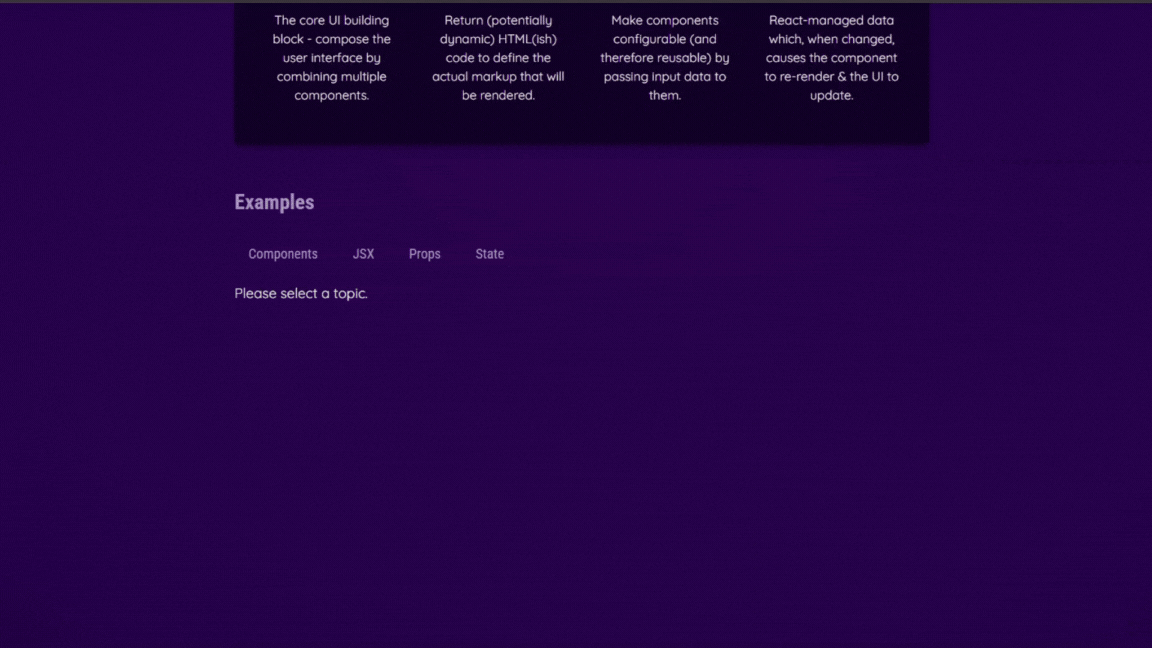 The core UI building
block - compose the
user interface by
combining multiple
components.
Return (potentially
dynamic) HTML(ish)
code to define the
actual markup that will
be rendered.
Make components
configurable (and
therefore reusable) by
passing input data to
them.
React-managed data
which, when changed,
causes the component
to re-render & the UI to
update.
Examples
Components JSX Props State
Please select a topic.